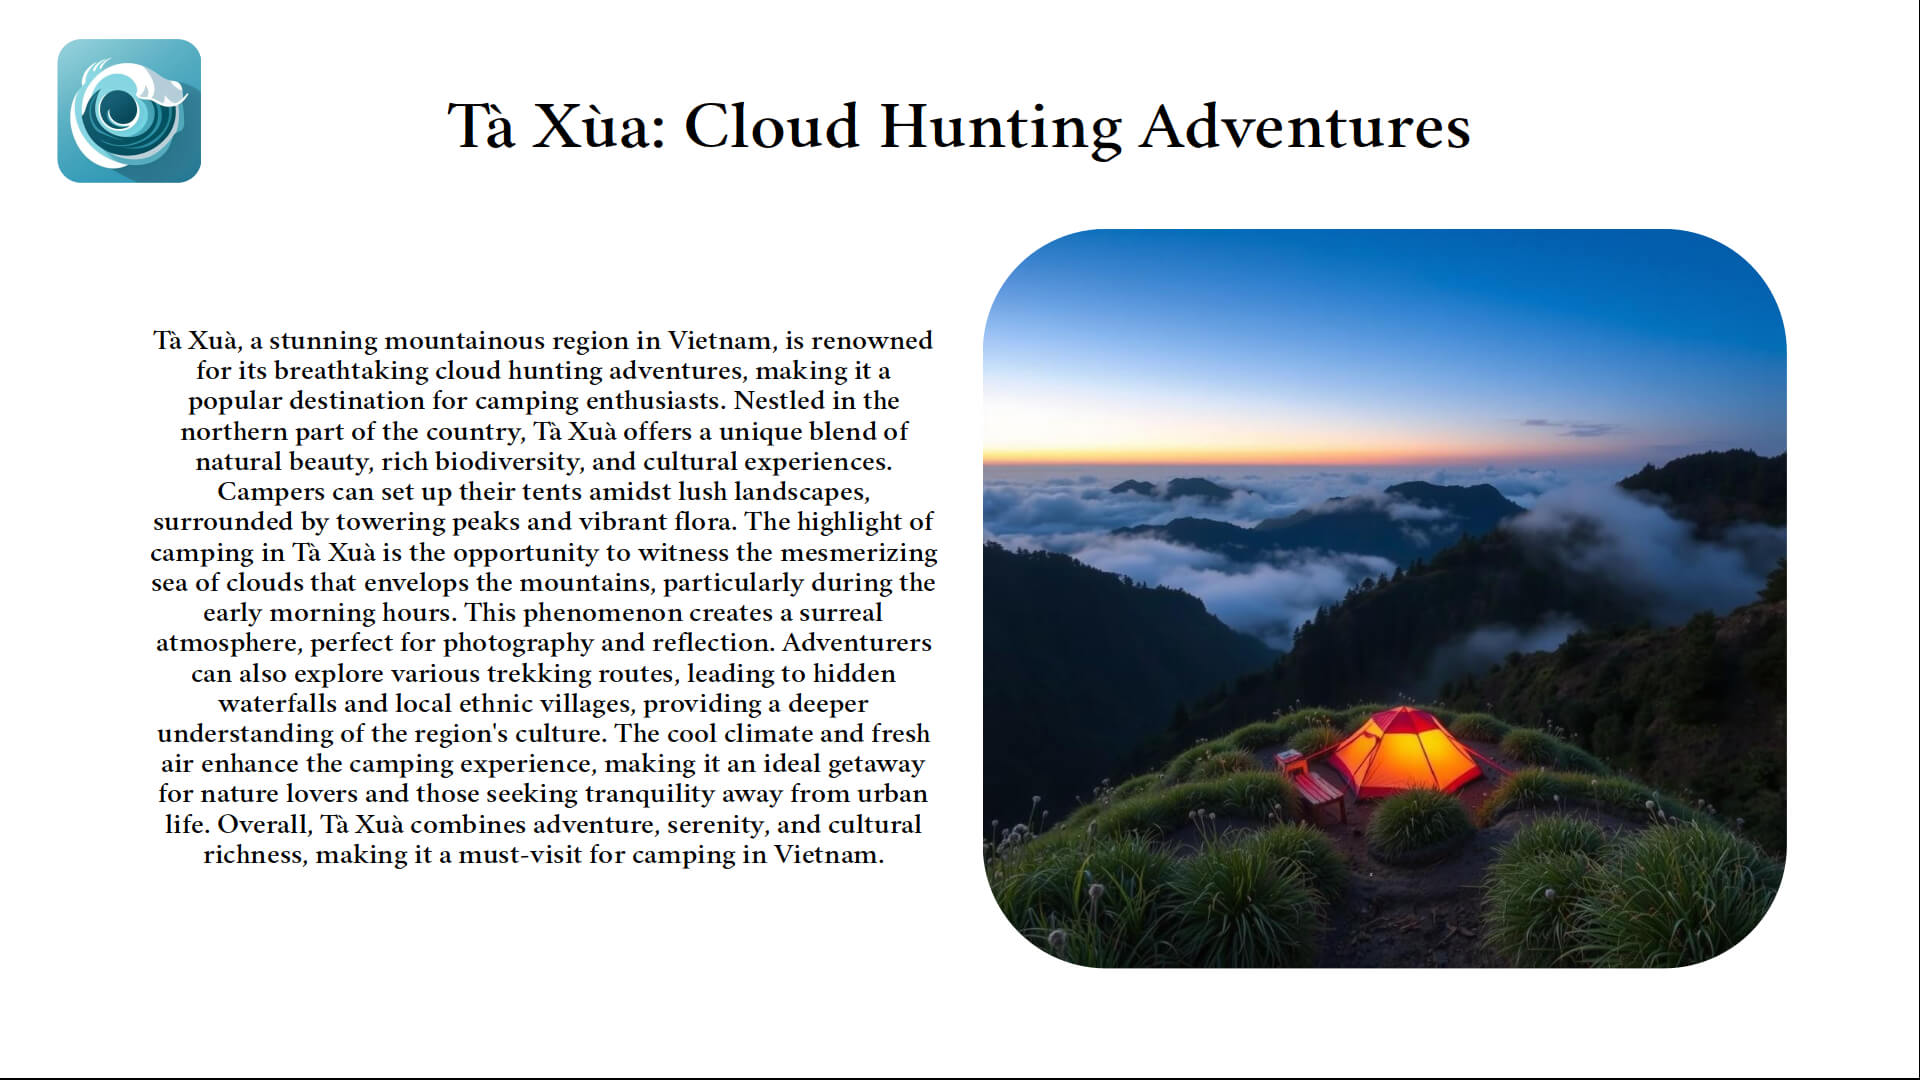 Tà Xùa: Cloud Hunting Adventures
Tà Xuà, a stunning mountainous region in Vietnam, is renowned
for its breathtaking cloud hunting adventures, making it a
popular destination for camping enthusiasts. Nestled in the
northern part of the country, Tà Xuà offers a unique blend of
natural beauty, rich biodiversity, and cultural experiences.
Campers can set up their tents amidst lush landscapes,
surrounded by towering peaks and vibrant flora. The highlight of
camping in Tà Xuà is the opportunity to witness the mesmerizing
sea of clouds that envelops the mountains, particularly during the
early morning hours. This phenomenon creates a surreal
atmosphere, perfect for photography and reflection. Adventurers
can also explore various trekking routes, leading to hidden
waterfalls and local ethnic villages, providing a deeper
understanding of the region's culture. The cool climate and fresh
air enhance the camping experience, making it an ideal getaway
for nature lovers and those seeking tranquility away from urban
life. Overall, Tà Xuà combines adventure, serenity, and cultural
richness, making it a must-visit for camping in Vietnam.